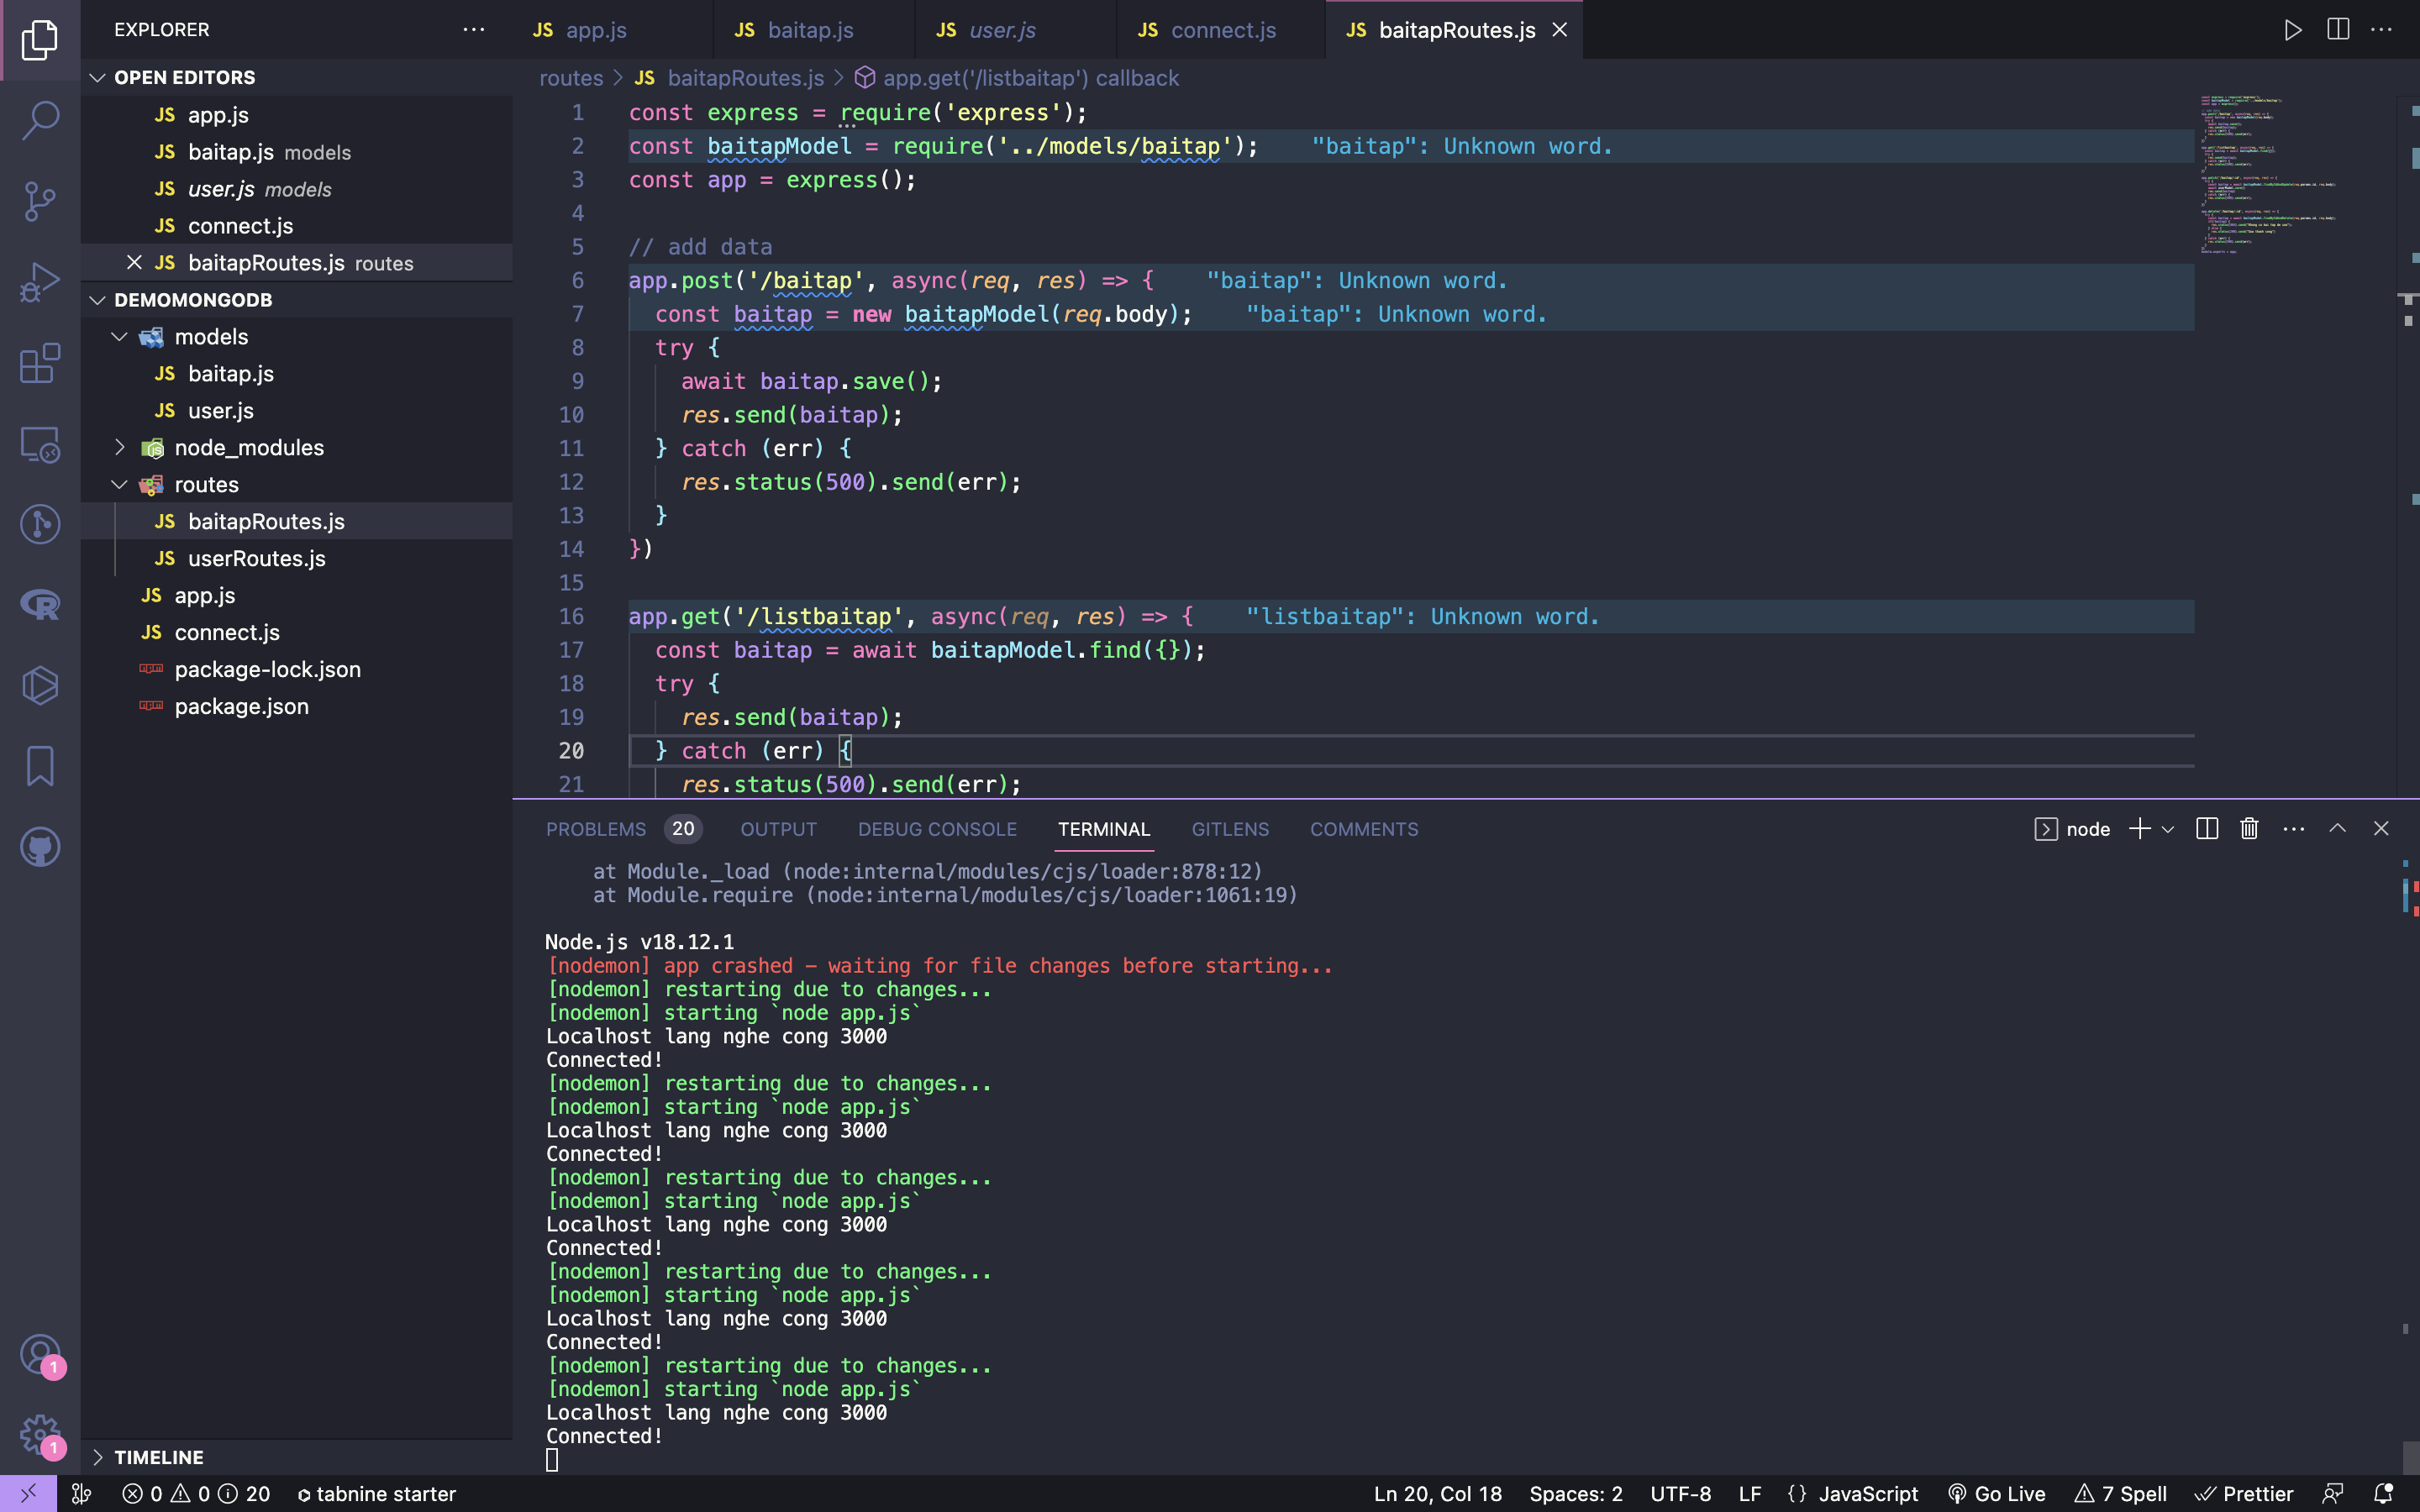 EXPLORER
OPEN EDITORS
JS app.js
JS baitap.js models
JS user.js models
JS connect.js
JS baitapRoutes.js routes
DEMOMONGODB
models
JS baitap.js
JS user.js
node_modules
routes
JS baitapRoutes.js
JS userRoutes.js
JS app.js
JS connect.js
package-lock.json
package.json
TIMELINE
JS app.js JS baitap.js JS user.js JS connect.js JS baitapRoutes.js
routes > JS baitapRoutes.js > app.get('/listbaitap') callback
1 const express = require('express');
2 const baitapModel = require('../models/baitap'); "baitap": Unknown word.
3 const app = express();
4
5 // add data
6 app.post('/baitap', async(req, res) => { "baitap": Unknown word.
7 const baitap = new baitapModel(req.body); "baitap": Unknown word.
8 try {
9 await baitap.save();
10 res.send(baitap);
11 } catch (err) {
12 res.status(500).send(err);
13 }
14 })
15
16 app.get('/listbaitap', async(req, res) => { "listbaitap": Unknown word.
17 const baitap = await baitapModel.find({});
18 try {
19 res.send(baitap);
20 } catch (err) {
21 res.status(500).send(err);
PROBLEMS 20 OUTPUT DEBUG CONSOLE TERMINAL GITLENS COMMENTS node
at Module._load (node:internal/modules/cjs/loader:878:12)
at Module.require (node:internal/modules/cjs/loader:1061:19)
Node.js v18.12.1
[nodemon] app crashed - waiting for file changes before starting...
[nodemon] restarting due to changes...
[nodemon] starting `node app.js`
Localhost lang nghe cong 3000
Connected!
[nodemon] restarting due to changes...
[nodemon] starting `node app.js`
Localhost lang nghe cong 3000
Connected!
[nodemon] restarting due to changes...
[nodemon] starting `node app.js`
Localhost lang nghe cong 3000
Connected!
[nodemon] restarting due to changes...
[nodemon] starting `node app.js`
Localhost lang nghe cong 3000
Connected!
[nodemon] restarting due to changes...
[nodemon] starting `node app.js`
Localhost lang nghe cong 3000
Connected!
1
1
0 0 20 tabnine starter Ln 20, Col 18 Spaces: 2 UTF-8 LF {} JavaScript Go Live 7 Spell Prettier